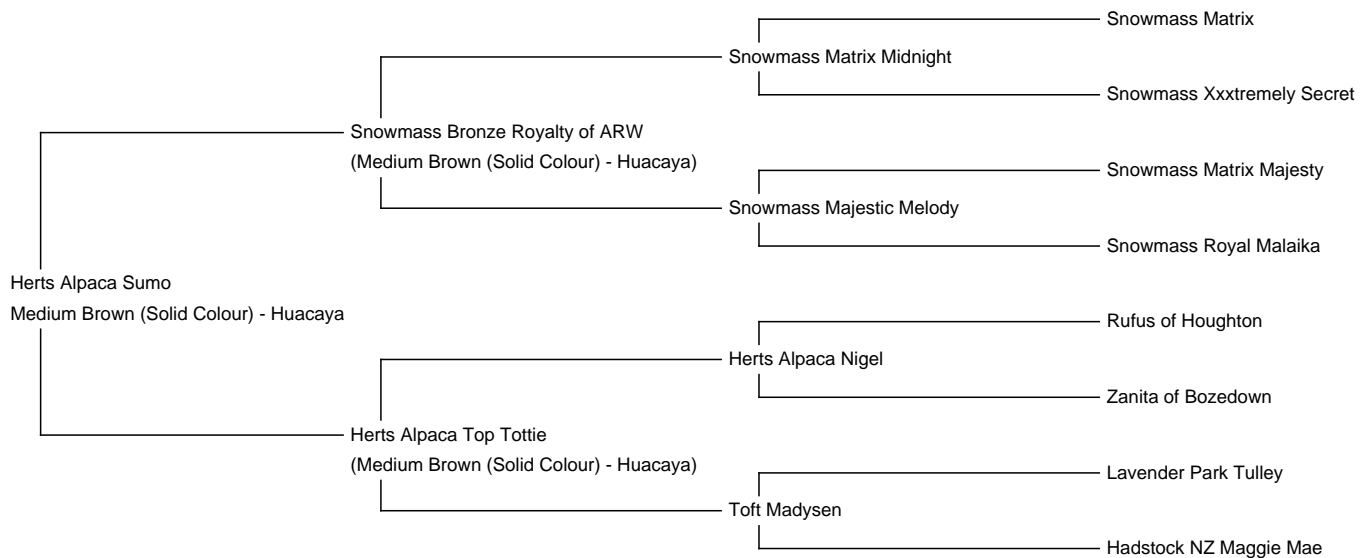 Snowmass Matrix
Snowmass Matrix Midnight
Snowmass Xxxtremely Secret
Snowmass Bronze Royalty of ARW
(Medium Brown (Solid Colour) - Huacaya)
Snowmass Matrix Majesty
Snowmass Majestic Melody
Snowmass Royal Malaika
Herts Alpaca Sumo
Medium Brown (Solid Colour) - Huacaya
Rufus of Houghton
Herts Alpaca Nigel
Zanita of Bozedown
Herts Alpaca Top Tottie
(Medium Brown (Solid Colour) - Huacaya)
Lavender Park Tulley
Toft Madysen
Hadstock NZ Maggie Mae